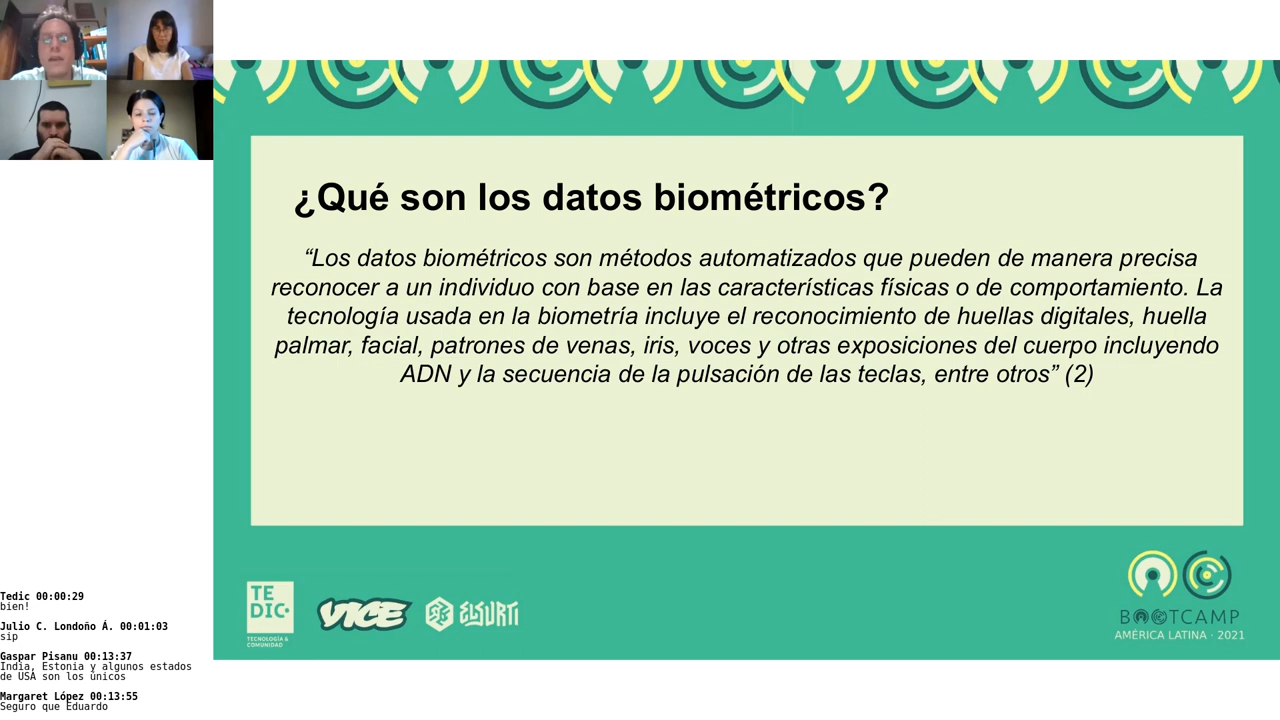 ¿Qué son los datos biométricos?
“Los datos biométricos son métodos automatizados que pueden de manera precisa
reconocer a un individuo con base en las características físicas o de comportamiento. La
tecnología usada en la biometría incluye el reconocimiento de huellas digitales, huella
palmar, facial, patrones de venas, iris, voces y otras exposiciones del cuerpo incluyendo
ADN y la secuencia de la pulsación de las teclas, entre otros” (2)
TE
DIC
TECNOLOGÍA &
COMUNIDAD
VICE
ELSURTI
BOOTCAMP
AMÉRICA LATINA · 2021
Tedic 00:00:29
bien!
Julio C. Londoño Á. 00:01:03
sip
Gaspar Pisanu 00:13:37
India, Estonia y algunos estados
de USA son los únicos
Margaret López 00:13:55
Seguro que Eduardo